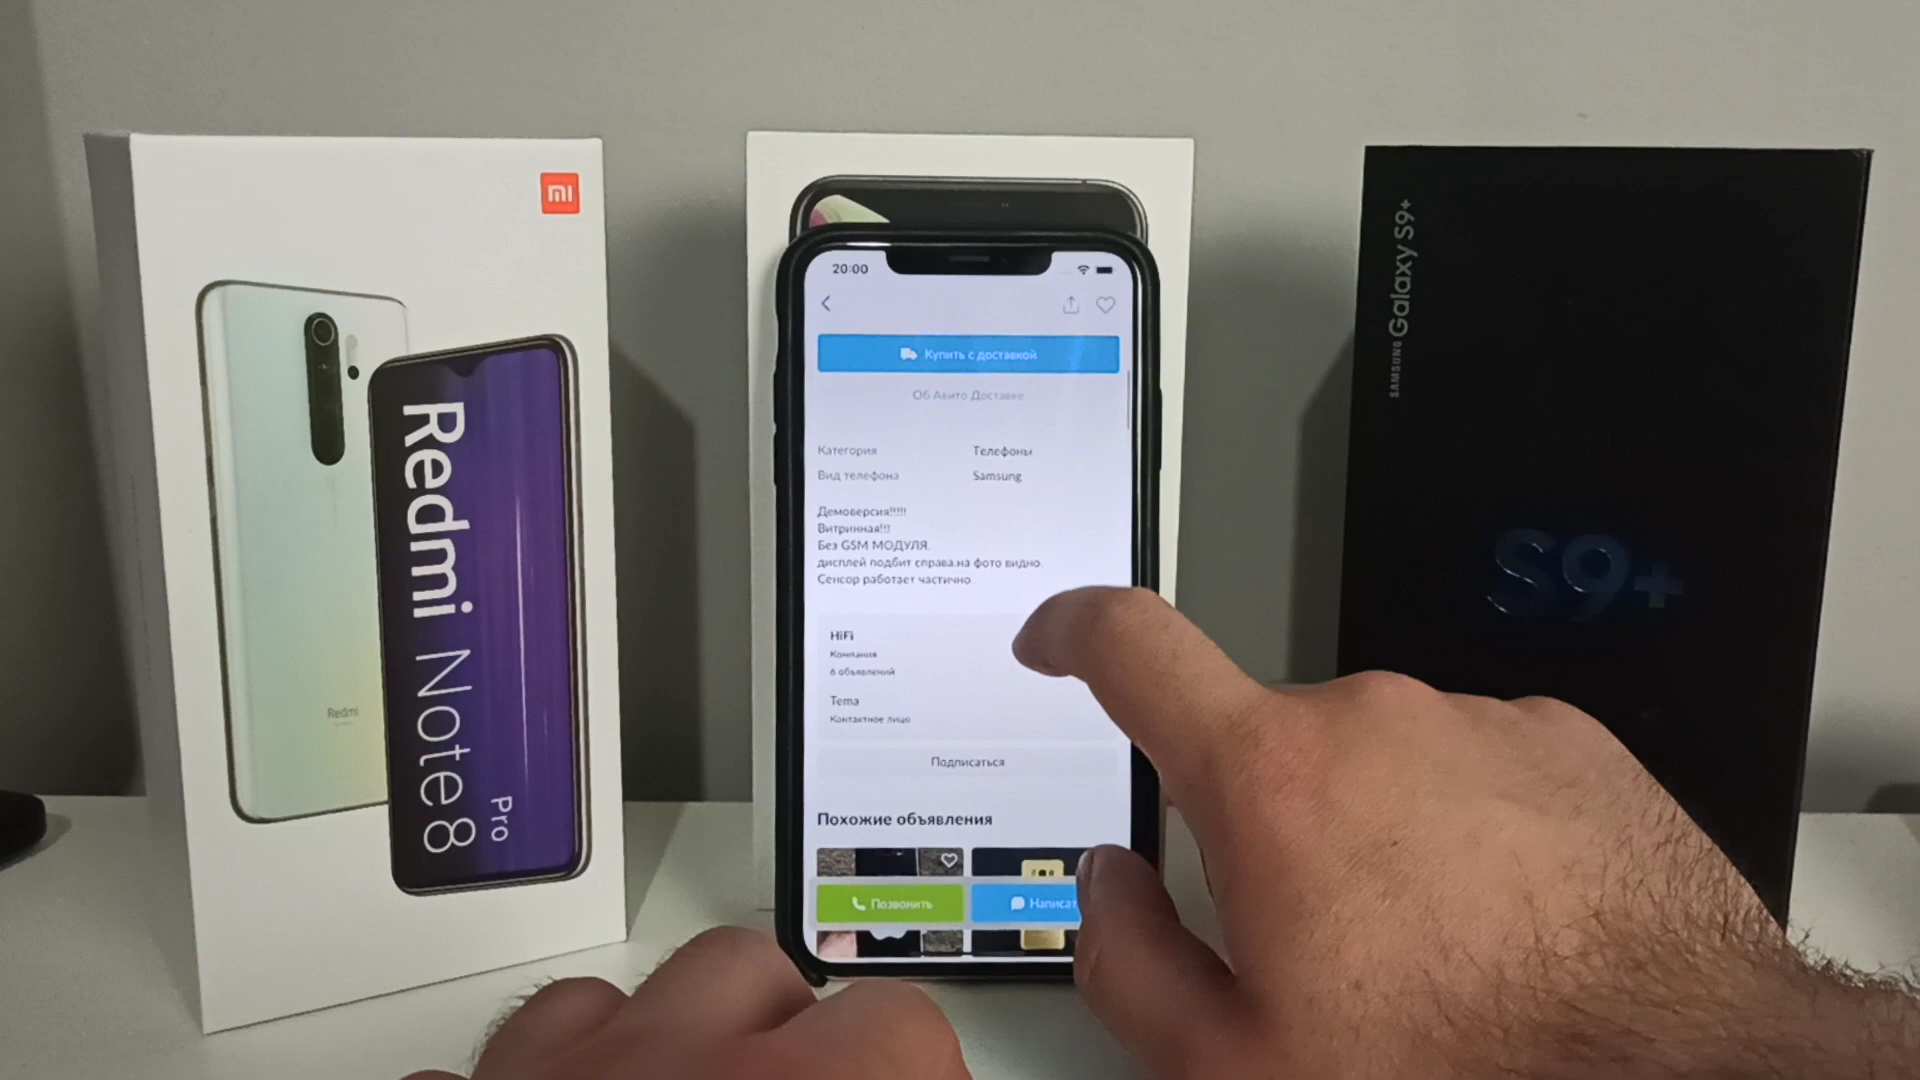 Redmi Note 8
Pro
Redmi
20:00
Купить с доставкой
Об Авито Доставке
Категория Телефоны
Вид телефона Samsung
Демоверсия!!!!!
Витринная!!!
Без GSM МОДУЛЯ.
дисплей подбит справа.на фото видно.
Сенсор работает частично.
HiFi
Компания
6 объявлений
Tema
Контактное лицо
Подписаться
Похожие объявления
Позвонить
Написат
SAMSUNG Galaxy S9+
S9+